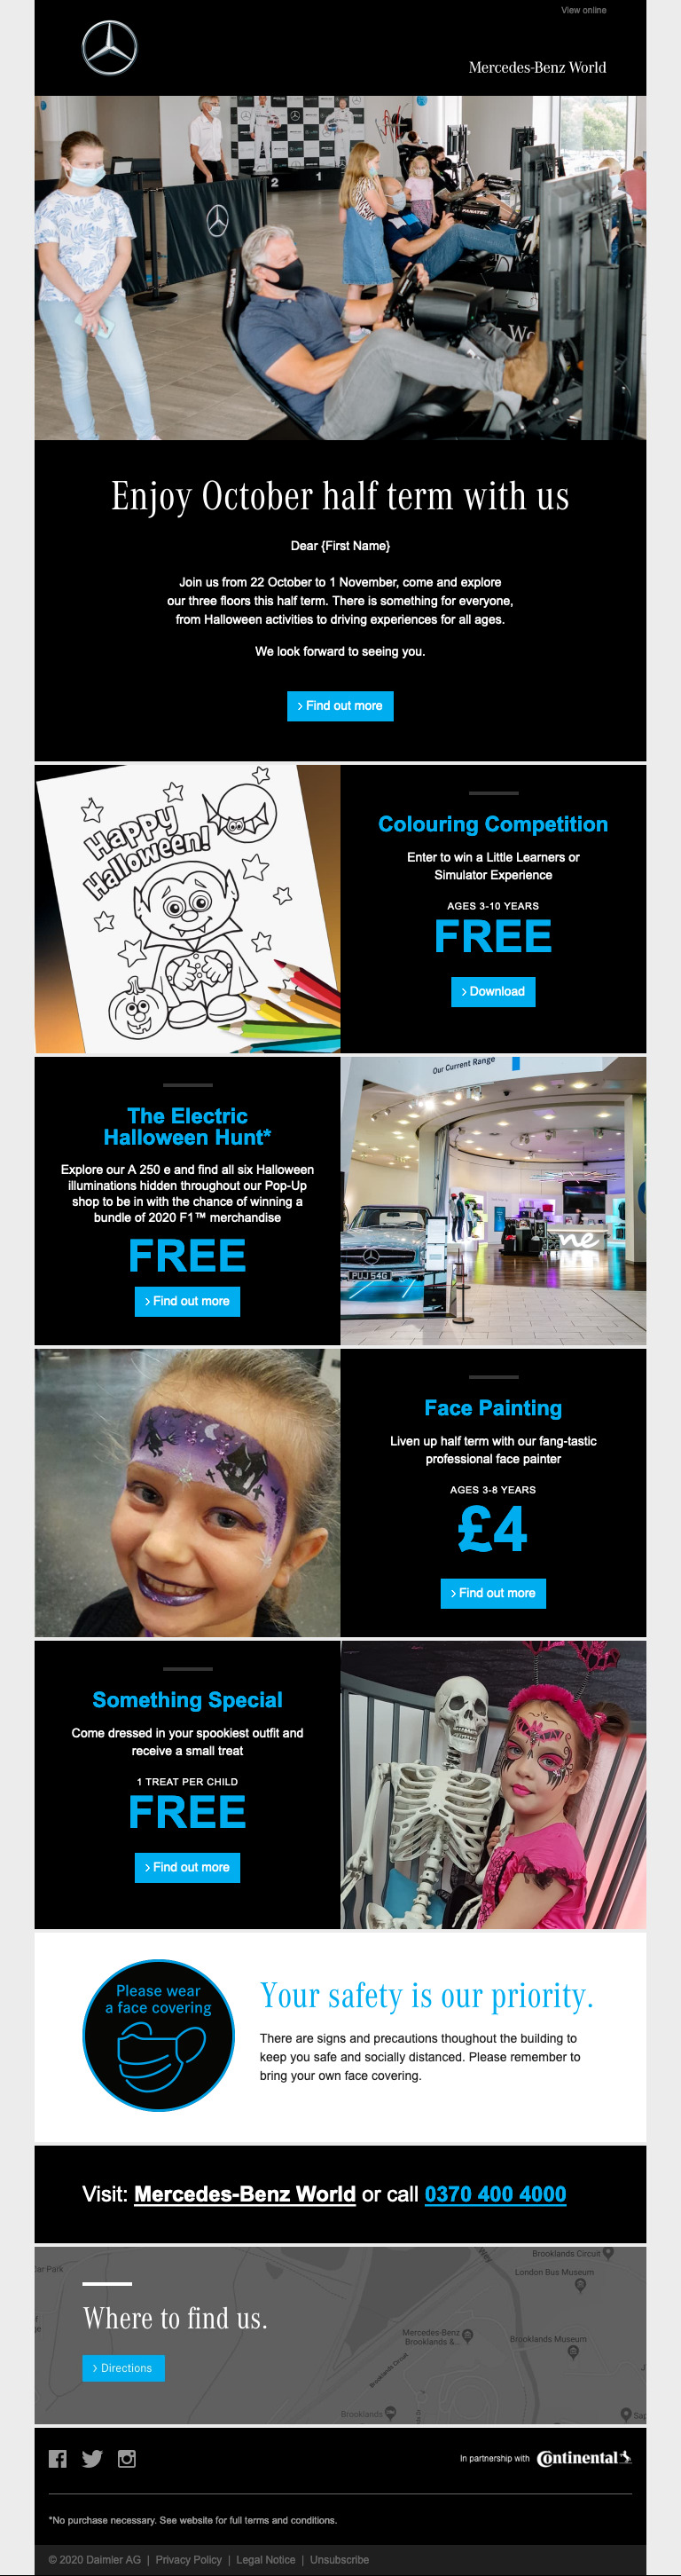 View online
Mercedes-Benz World
2
1
FANATEC
Enjoy October half term with us
Dear {First Name}
Join us from 22 October to 1 November, come and explore
our three floors this half term. There is something for everyone,
from Halloween activities to driving experiences for all ages.
We look forward to seeing you.
> Find out more
Happy
Halloween!
Colouring Competition
Enter to win a Little Learners or
Simulator Experience
AGES 3-10 YEARS
FREE
> Download
The Electric
Halloween Hunt*
Explore our A 250 e and find all six Halloween
illuminations hidden throughout our Pop-Up
shop to be in with the chance of winning a
bundle of 2020 F1™ merchandise
FREE
> Find out more
Our Current Range
PUJ 54G
Face Painting
Liven up half term with our fang-tastic
professional face painter
AGES 3-8 YEARS
£4
> Find out more
Something Special
Come dressed in your spookiest outfit and
receive a small treat
1 TREAT PER CHILD
FREE
> Find out more
Please wear
a face covering
Your safety is our priority.
There are signs and precautions thoughout the building to
keep you safe and socially distanced. Please remember to
bring your own face covering.
Visit: Mercedes-Benz World or call 0370 400 4000
Car Park
Wey
Brooklands Circuit
London Bus Museum
Where to find us.
Mercedes-Benz
Brooklands &..
Brooklands Museum
> Directions
Brooklands Circuit
Brooklands
In partnership with Continental
*No purchase necessary. See website for full terms and conditions.
© 2020 Daimler AG | Privacy Policy | Legal Notice | Unsubscribe